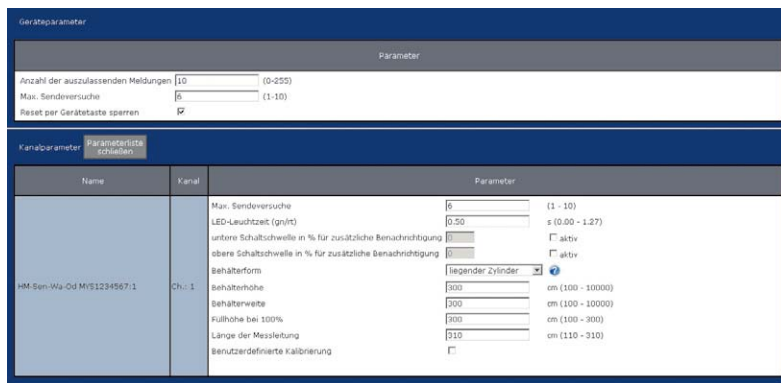 Geräteparameter
Parameter
Anzahl der auszulassenden Meldungen 10 (0-255)
Max. Sendeversuche 6 (1-10)
Reset per Gerätetaste sperren
Kanalparameter Parameterliste schließen
Name Kanal Parameter
HM-Sen-Wa-Od MYS1234567:1 Ch.: 1
Max. Sendeversuche 6 (1 - 10)
LED-Leuchtzeit (gn/rt) 0.50 s (0.00 - 1.27)
untere Schaltschwelle in % für zusätzliche Benachrichtigung 0 aktiv
obere Schaltschwelle in % für zusätzliche Benachrichtigung 0 aktiv
Behälterform liegender Zylinder
Behälterhöhe 300 cm (100 - 10000)
Behälterweite 300 cm (100 - 10000)
Füllhöhe bei 100% 300 cm (100 - 300)
Länge der Messleitung 310 cm (110 - 310)
Benutzerdefinierte Kalibrierung